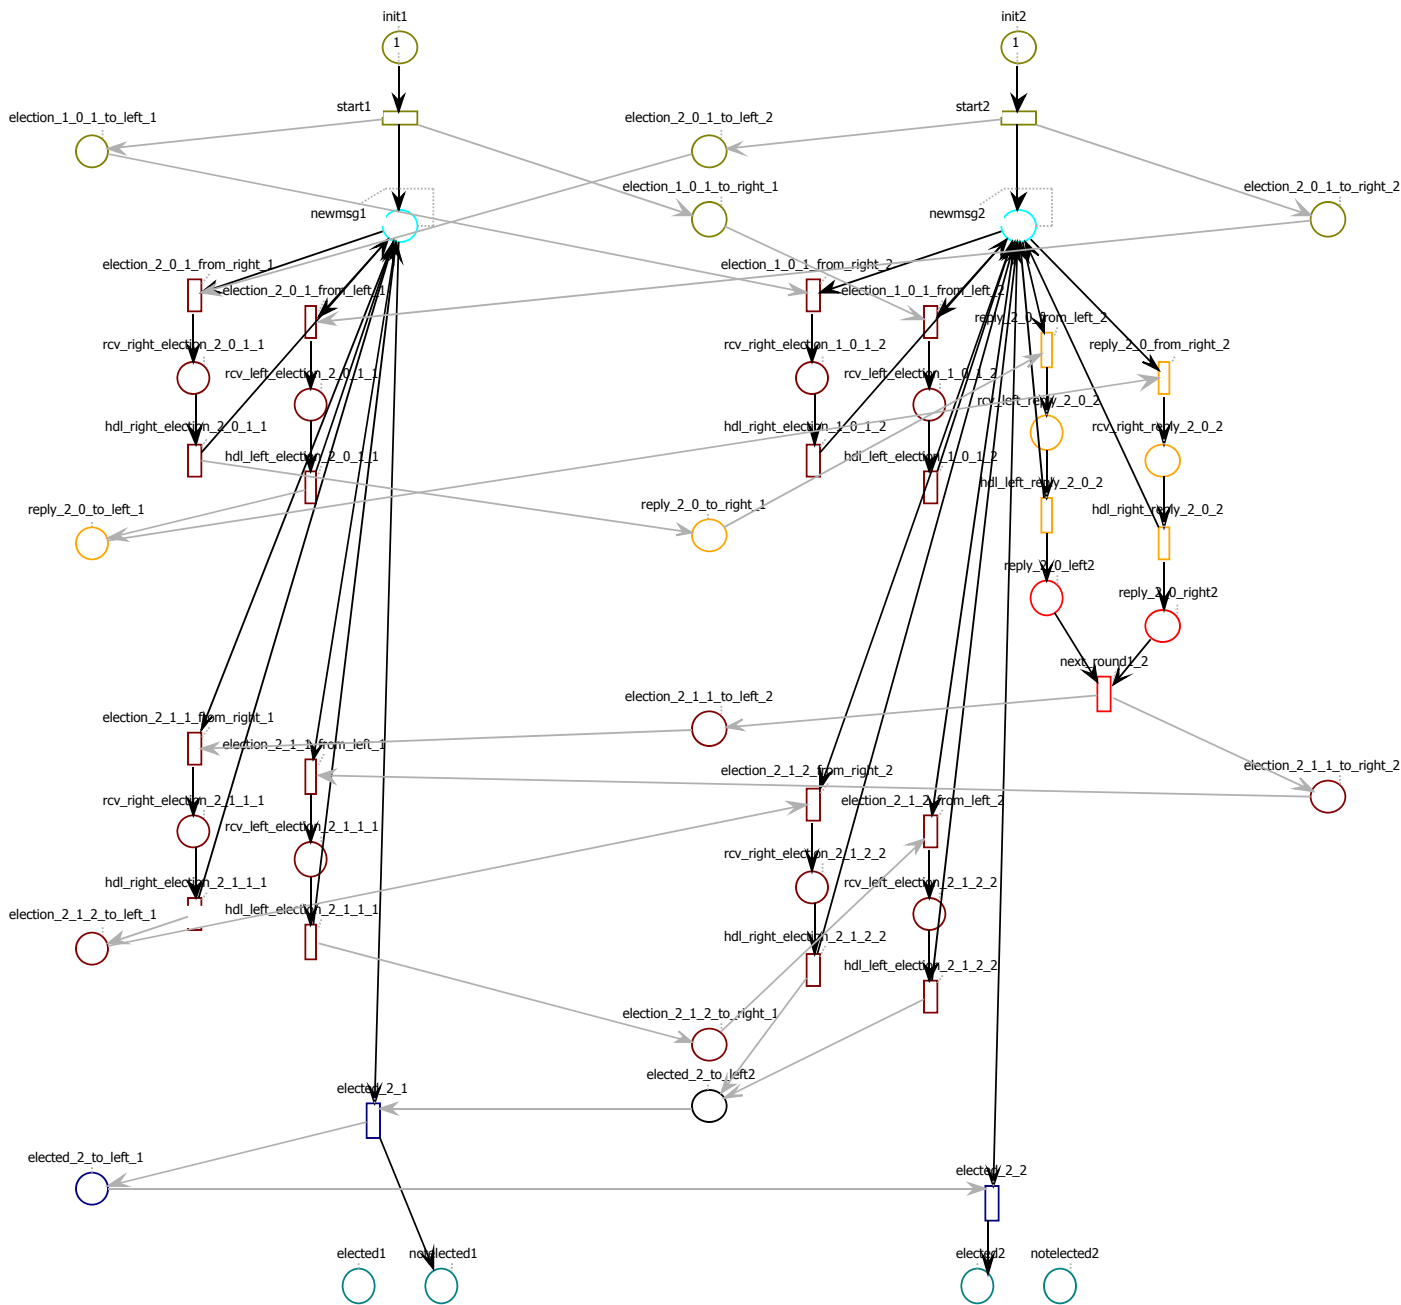 init1
init2
1
1
start1
start2
election_1_0_1_to_left_1
election_2_0_1_to_left_2
election_1_0_1_to_right_1
election_2_0_1_to_right_2
newmsg1
newmsg2
election_2_0_1_from_right_1
election_1_0_1_from_right_2
election_2_0_1_from_left_1
election_1_0_1_from_left_2
reply_2_0_from_left_2
reply_2_0_from_right_2
rcv_right_election_2_0_1_1
rcv_right_election_1_0_1_2
rcv_left_election_2_0_1_1
rcv_left_election_1_0_1_2
rcv_left_reply_2_0_2
rcv_right_reply_2_0_2
hdl_right_election_2_0_1_1
hdl_right_election_1_0_1_2
hdl_left_election_2_0_1_1
hdl_left_election_1_0_1_2
hdl_left_reply_2_0_2
hdl_right_reply_2_0_2
reply_2_0_to_left_1
reply_2_0_to_right_1
reply_2_0_left2
reply_2_0_right2
next_round1_2
election_2_1_1_to_left_2
election_2_1_1_from_right_1
election_2_1_1_from_left_1
election_2_1_1_to_right_2
election_2_1_2_from_right_2
election_2_1_2_from_left_2
rcv_right_election_2_1_1_1
rcv_left_election_2_1_1_1
rcv_right_election_2_1_2_2
rcv_left_election_2_1_2_2
hdl_right_election_2_1_1_1
hdl_left_election_2_1_1_1
election_2_1_2_to_left_1
hdl_right_election_2_1_2_2
hdl_left_election_2_1_2_2
election_2_1_2_to_right_1
elected_2_to_left2
elected_2_1
elected_2_to_left_1
elected_2_2
elected1
notelected1
elected2
notelected2